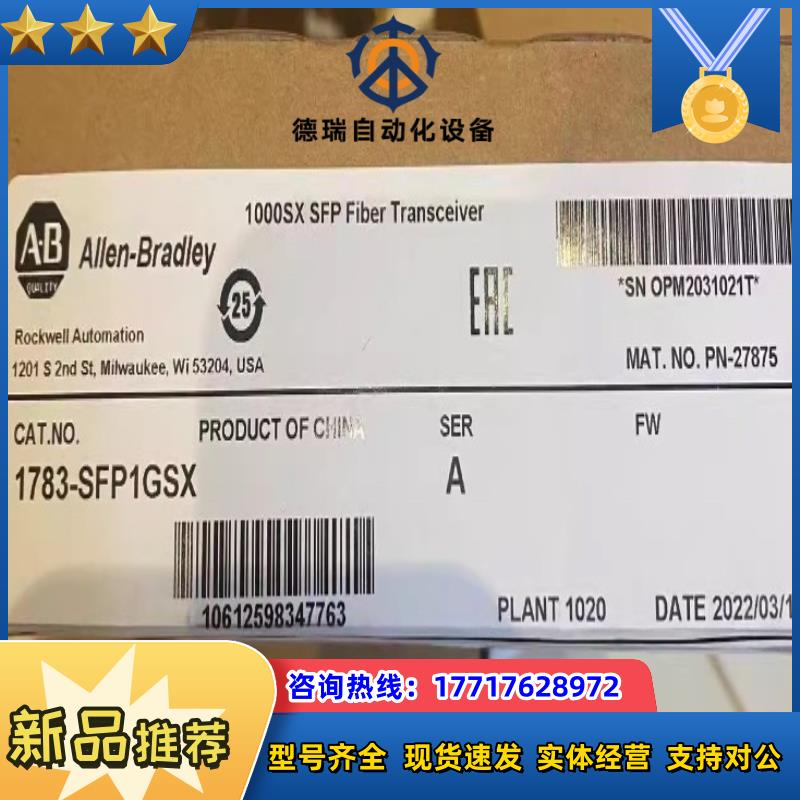 德瑞自动化设备
1000SX SFP Fiber Transceiver
A-B
QUALITY
Allen-Bradley
25
EAC
*SN OPM2031021T*
Rockwell Automation
1201 S 2nd St, Milwaukee, Wi 53204, USA
MAT. NO. PN-27875
CAT.NO.
PRODUCT OF CHINA
SER
FW
1783-SFP1GSX
A
10612598347763
PLANT 1020
DATE 2022/03/1
咨询热线：17717628972
新品推荐
型号齐全 现货速发 实体经营 支持对公